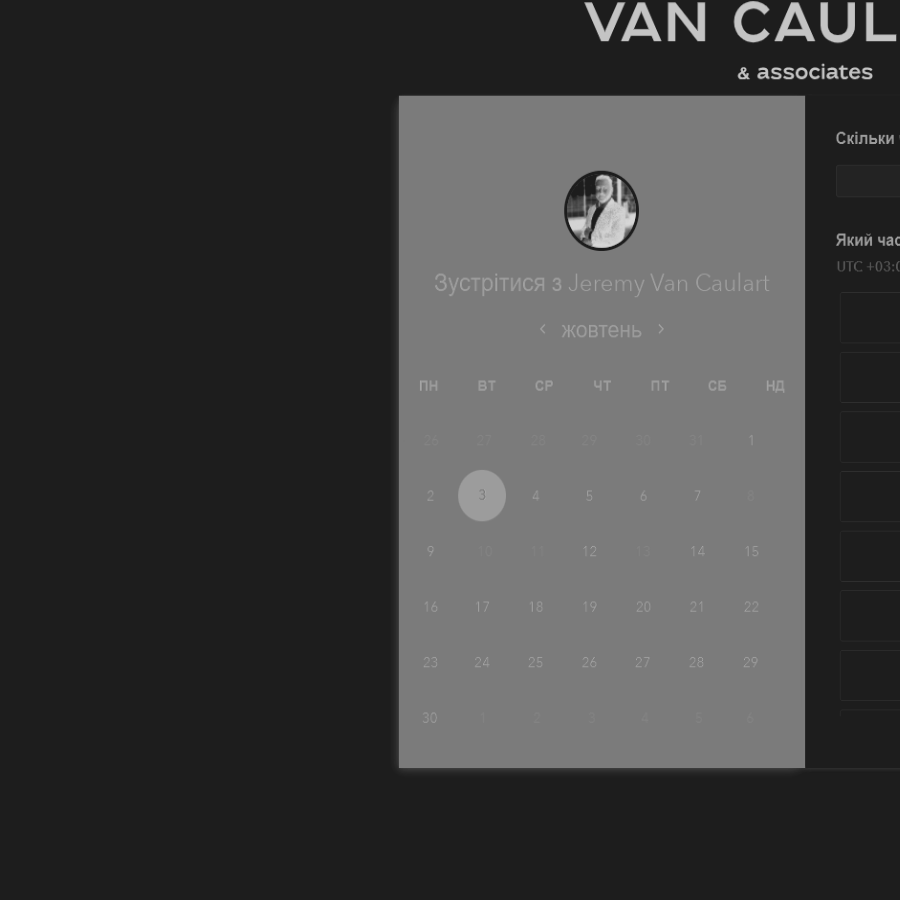 VAN CAUL
& associates
Зустрітися з Jeremy Van Caulart
жовтень
ПН ВТ СР ЧТ ПТ СБ НД
26 27 28 29 30 31 1
2 3 4 5 6 7 8
9 10 11 12 13 14 15
16 17 18 19 20 21 22
23 24 25 26 27 28 29
30 1 2 3 4 5 6
Скільки
Який час
UTC +03:0